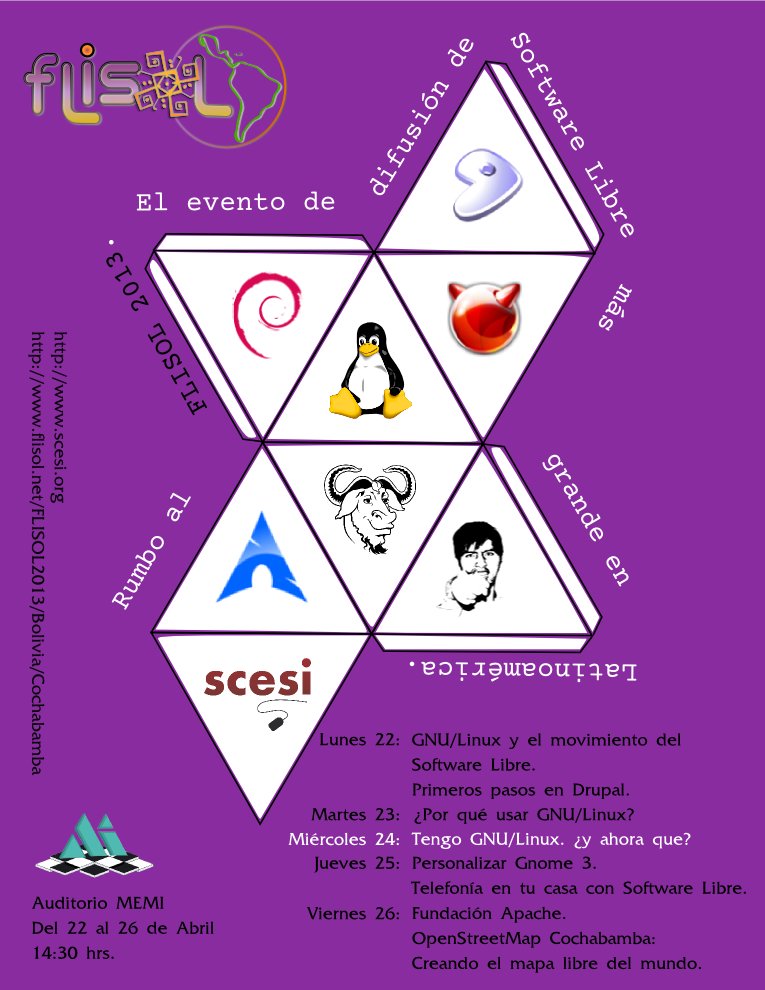 fLisoL
El evento de
difusión de
Software Libre
más
grande en
Latinoamérica.
Rumbo al
FLISOL 2013.
http://www.scesi.org
http://www.flisol.net/FLISOL2013/Bolivia/Cochabamba
scesi
Lunes 22: GNU/Linux y el movimiento del
Software Libre.
Primeros pasos en Drupal.
Martes 23: ¿Por qué usar GNU/Linux?
Miércoles 24: Tengo GNU/Linux. ¿y ahora que?
Jueves 25: Personalizar Gnome 3.
Telefonía en tu casa con Software Libre.
Viernes 26: Fundación Apache.
OpenStreetMap Cochabamba:
Creando el mapa libre del mundo.
Auditorio MEMI
Del 22 al 26 de Abril
14:30 hrs.